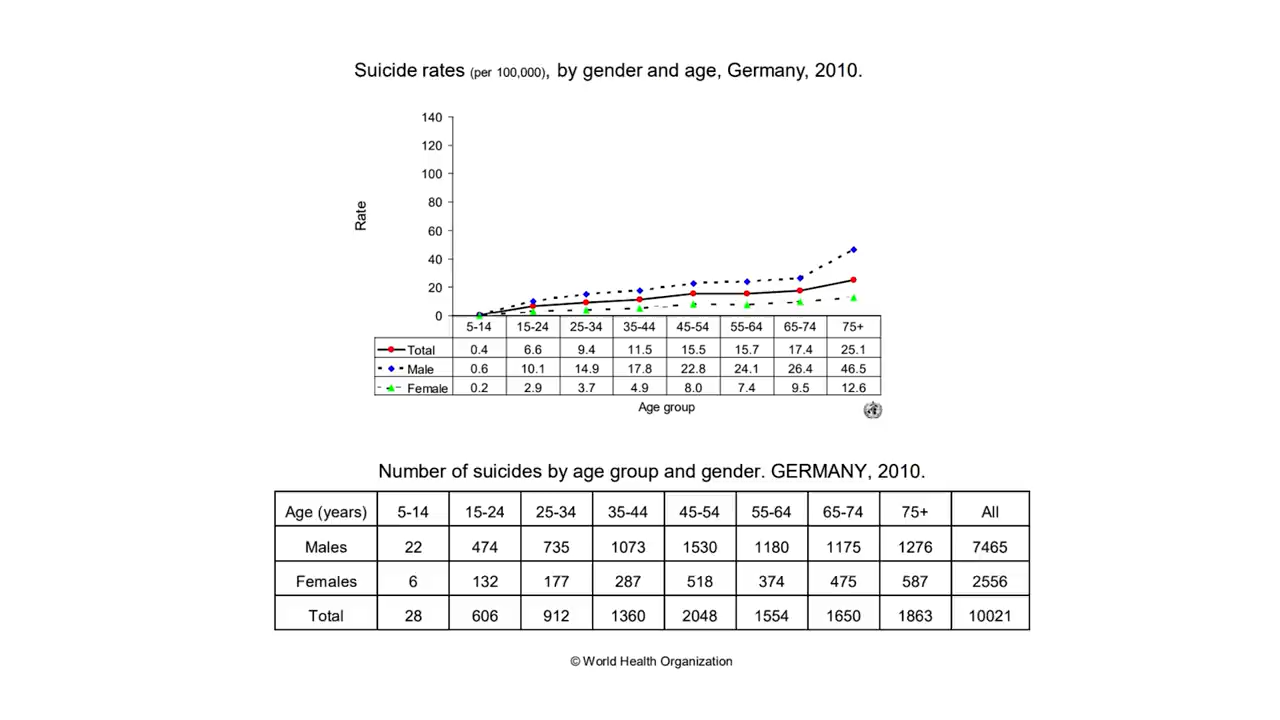 Suicide rates (per 100,000), by gender and age, Germany, 2010.
140
120
100
80
60
40
20
0
Rate
5-14 15-24 25-34 35-44 45-54 55-64 65-74 75+
Total 0.4 6.6 9.4 11.5 15.5 15.7 17.4 25.1
Male 0.6 10.1 14.9 17.8 22.8 24.1 26.4 46.5
Female 0.2 2.9 3.7 4.9 8.0 7.4 9.5 12.6
Age group
Number of suicides by age group and gender. GERMANY, 2010.
Age (years) 5-14 15-24 25-34 35-44 45-54 55-64 65-74 75+ All
Males 22 474 735 1073 1530 1180 1175 1276 7465
Females 6 132 177 287 518 374 475 587 2556
Total 28 606 912 1360 2048 1554 1650 1863 10021
© World Health Organization